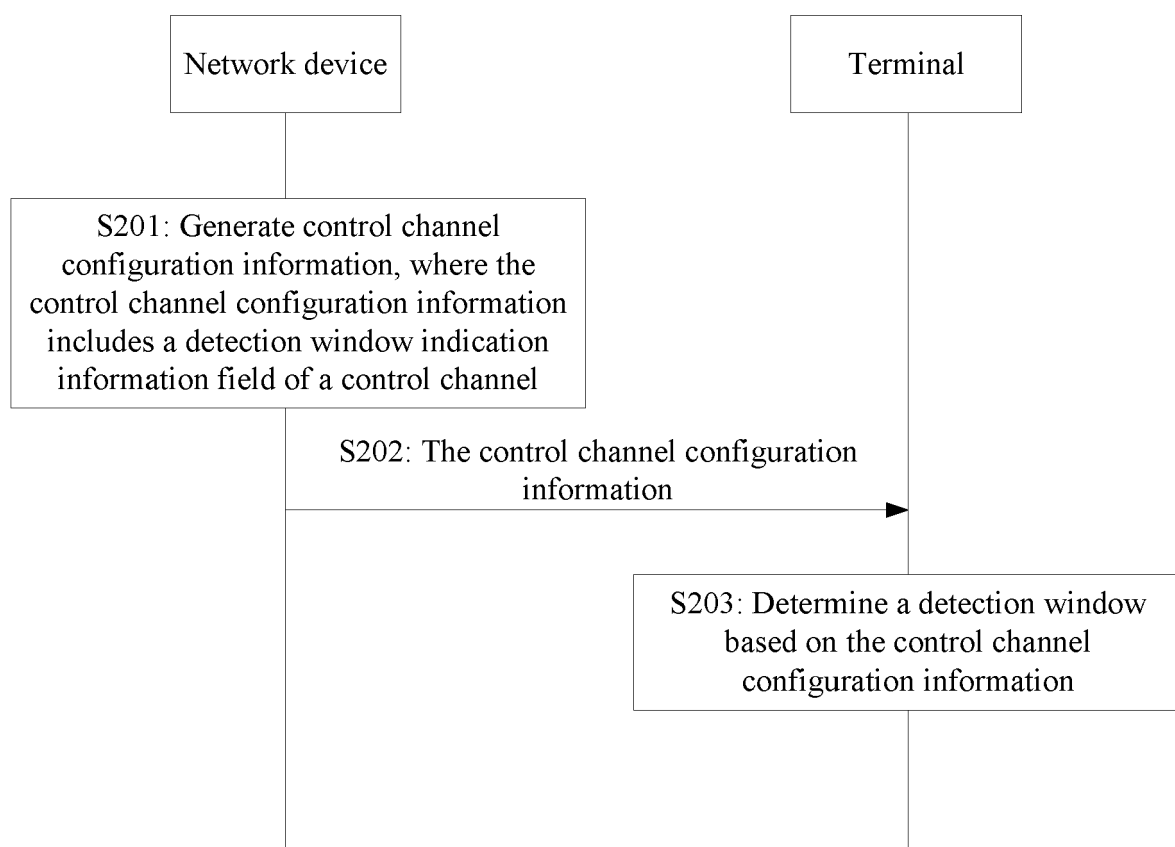 Network device
Terminal
S201: Generate control channel
configuration information, where the
control channel configuration information
includes a detection window indication
information field of a control channel
S202: The control channel configuration
information
S203: Determine a detection window
based on the control channel
configuration information